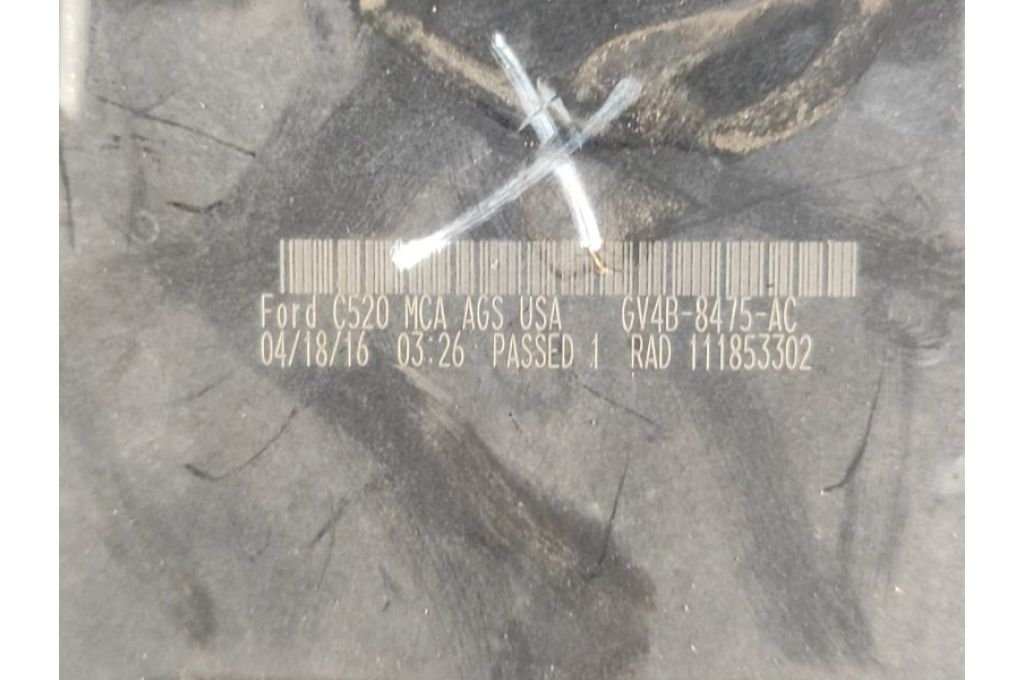 Ford C520 MCA AGS USA GV4B-8475-AC
04/18/16 03:26 PASSED 1 RAD 111853302